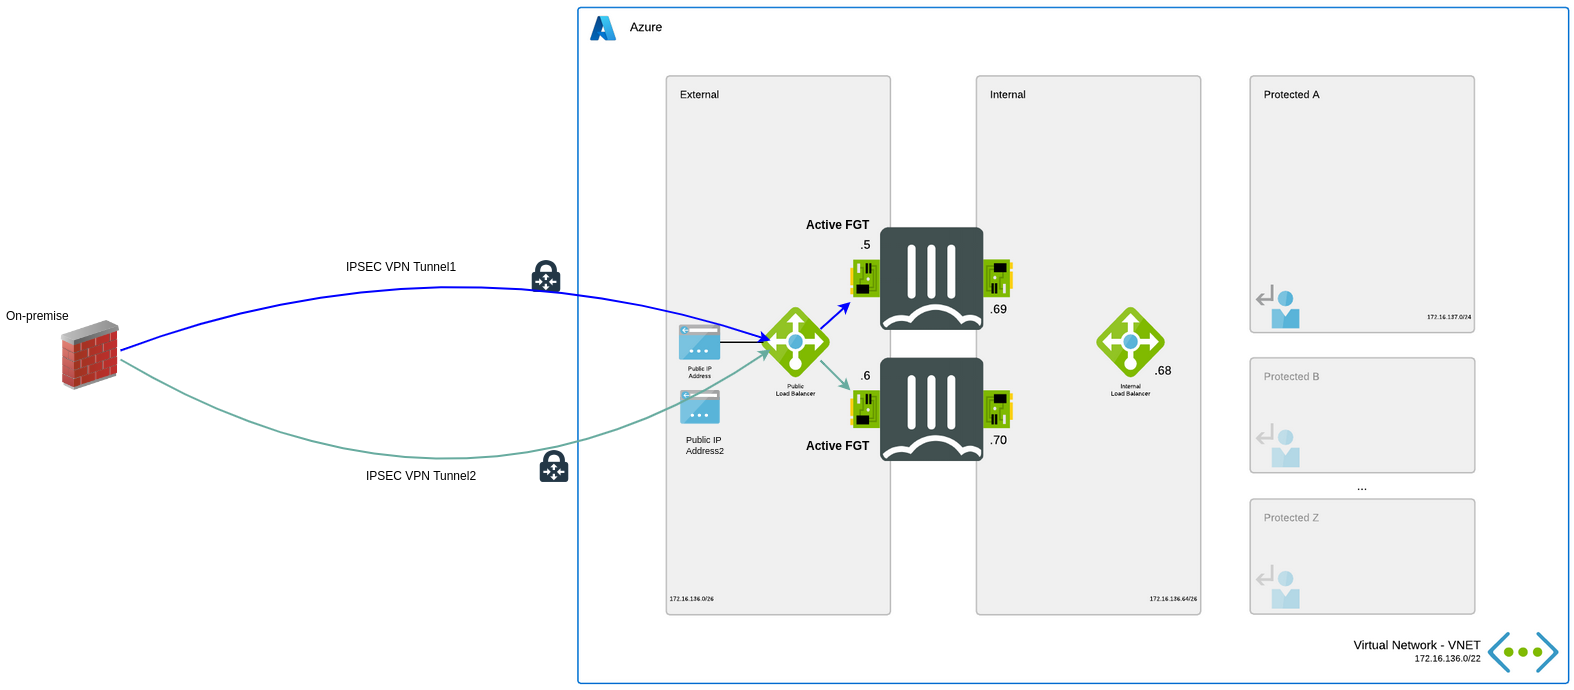 Azure
External
Internal
Protected A
Active FGT
.5
IPSEC VPN Tunnel1
.69
On-premise
172.16.137.0/24
Public IP
Address
.6
.68
Protected B
Public
Load Balancer
Internal
Load Balancer
Public IP
Address2
Active FGT
.70
IPSEC VPN Tunnel2
...
Protected Z
172.16.136.0/26
172.16.136.64/26
Virtual Network - VNET
172.16.136.0/22